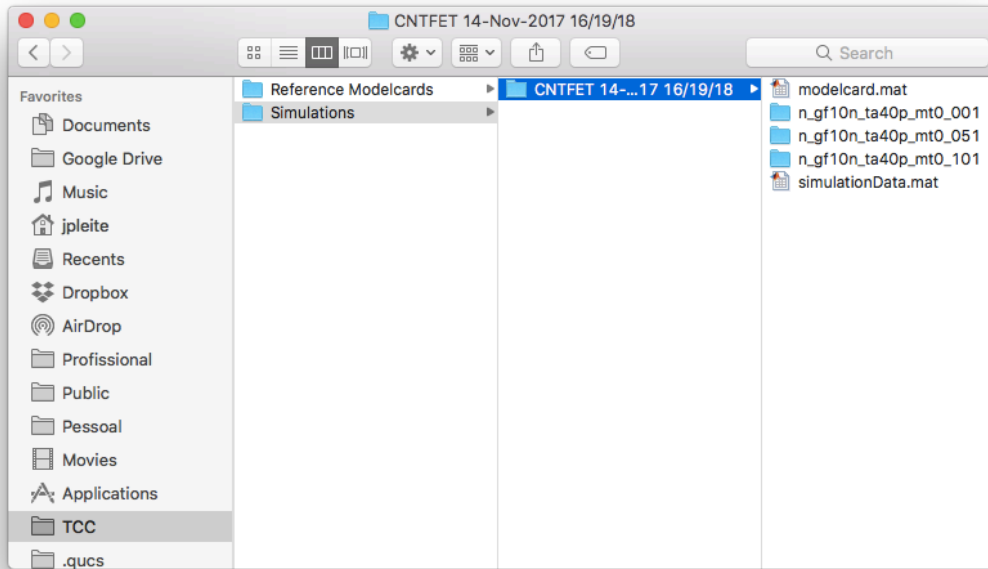 CNTFET 14-Nov-2017 16/19/18
Search
Favorites
Documents
Google Drive
Music
jpleite
Recents
Dropbox
AirDrop
Profissional
Public
Pessoal
Movies
Applications
TCC
.qucs
Reference Modelcards
Simulations
CNTFET 14-...17 16/19/18
modelcard.mat
n_gf10n_ta40p_mt0_001
n_gf10n_ta40p_mt0_051
n_gf10n_ta40p_mt0_101
simulationData.mat